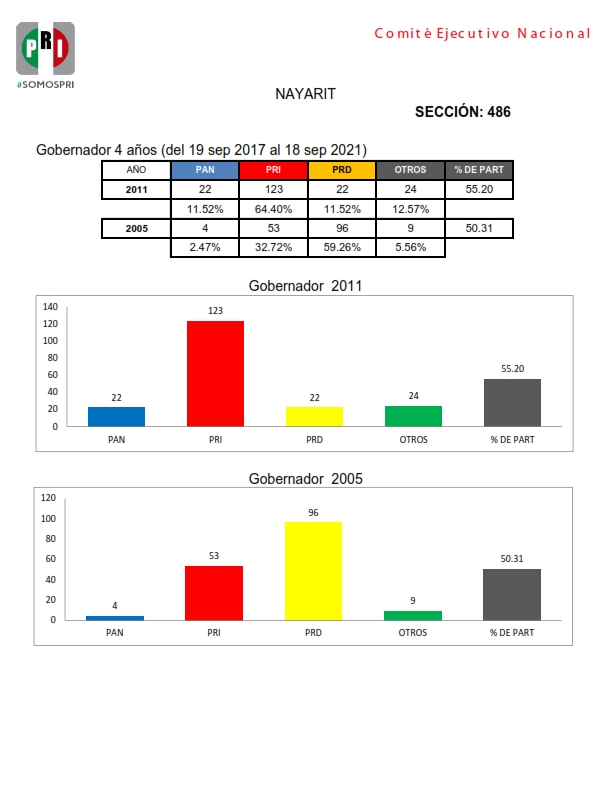 Comité Ejecutivo Nacional
PRI
#SOMOSPRI
NAYARIT
SECCIÓN: 486
Gobernador 4 años (del 19 sep 2017 al 18 sep 2021)
AÑO PAN PRI PRD OTROS % DE PART
2011 22 123 22 24 55.20
11.52% 64.40% 11.52% 12.57%
2005 4 53 96 9 50.31
2.47% 32.72% 59.26% 5.56%
Gobernador 2011
140
120
100
80
60
40
20
0
22 123 22 24 55.20
PAN PRI PRD OTROS % DE PART
Gobernador 2005
120
100
80
60
40
20
0
4 53 96 9 50.31
PAN PRI PRD OTROS % DE PART